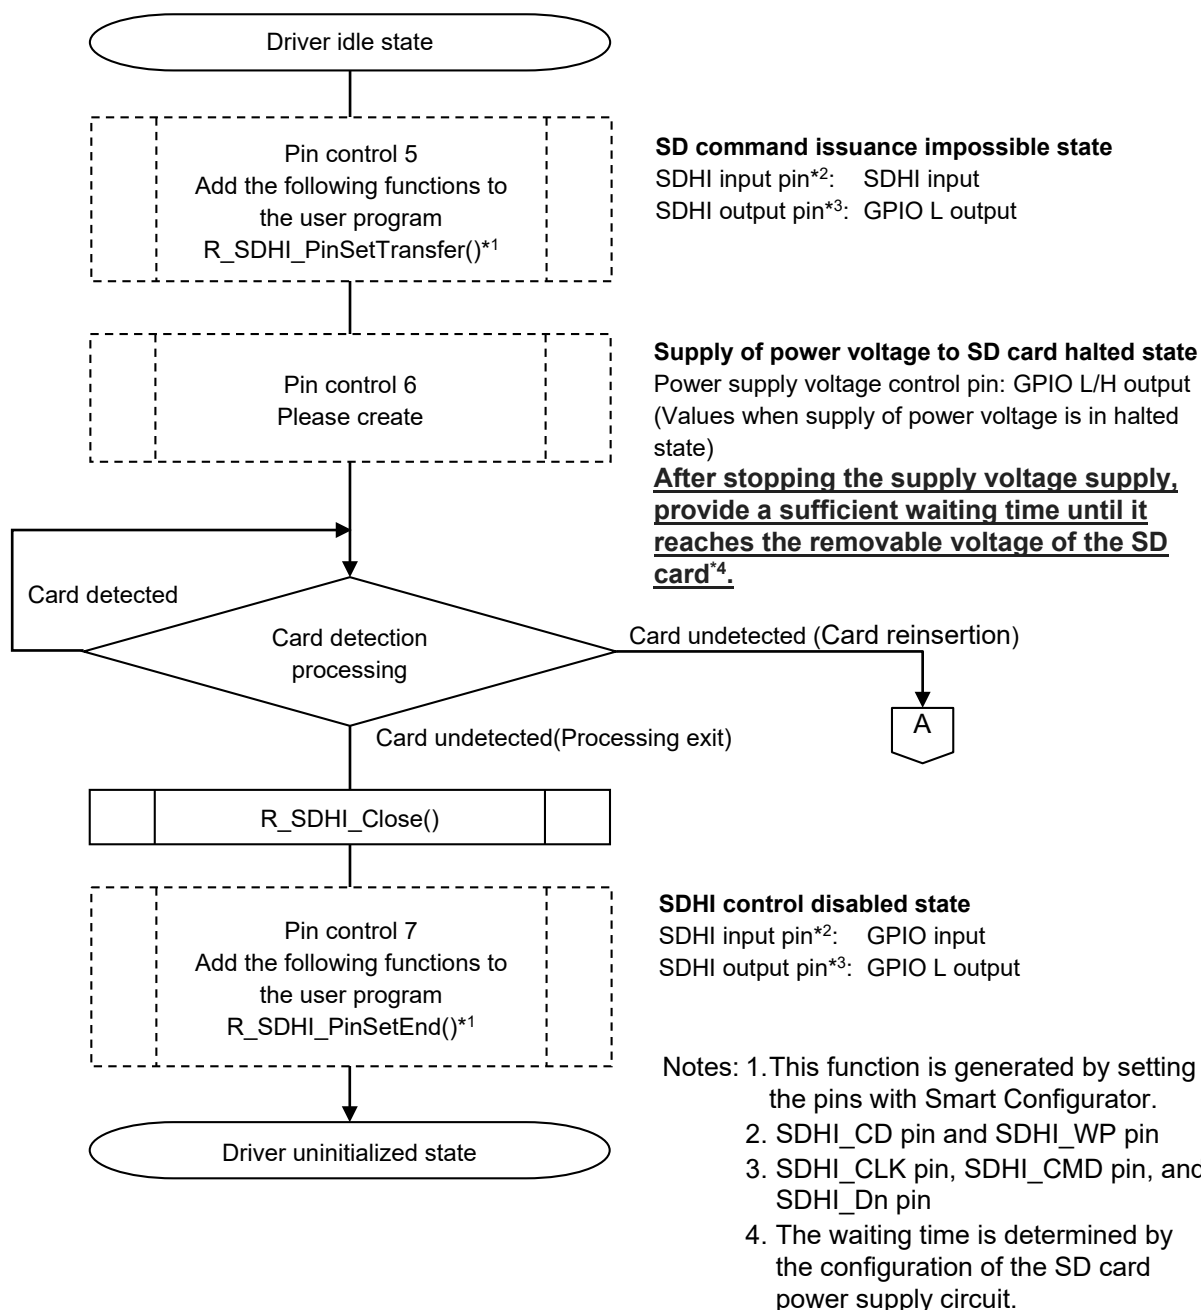 Driver idle state
Pin control 5
Add the following functions to
the user program
R_SDHI_PinSetTransfer()*1
SD command issuance impossible state
SDHI input pin*2: SDHI input
SDHI output pin*3: GPIO L output
Pin control 6
Please create
Supply of power voltage to SD card halted state
Power supply voltage control pin: GPIO L/H output
(Values when supply of power voltage is in halted
state)
After stopping the supply voltage supply,
provide a sufficient waiting time until it
reaches the removable voltage of the SD
card*4.
Card detected
Card detection
processing
Card undetected (Card reinsertion)
A
Card undetected(Processing exit)
R_SDHI_Close()
Pin control 7
Add the following functions to
the user program
R_SDHI_PinSetEnd()*1
SDHI control disabled state
SDHI input pin*2: GPIO input
SDHI output pin*3: GPIO L output
Driver uninitialized state
Notes: 1. This function is generated by setting
the pins with Smart Configurator.
2. SDHI_CD pin and SDHI_WP pin
3. SDHI_CLK pin, SDHI_CMD pin, and
SDHI_Dn pin
4. The waiting time is determined by
the configuration of the SD card
power supply circuit.